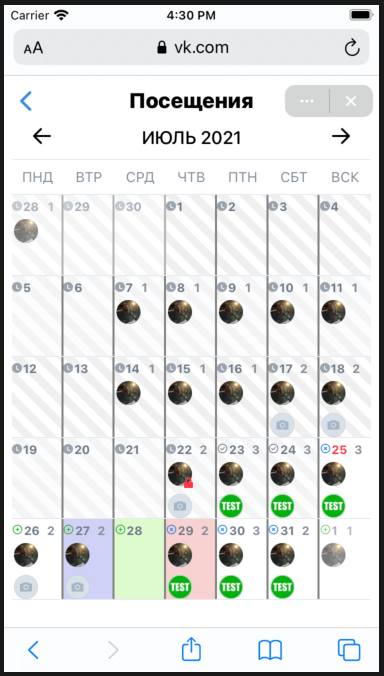 Carrier 4:30 PM
AA vk.com
Посещения
ИЮЛЬ 2021
ПНД ВТР СРД ЧТВ ПТН СБТ ВСК
28 1 29 30 1 2 3 4
5 6 7 1 8 1 9 1 10 1 11 1
12 13 14 1 15 1 16 1 17 2 18 2
19 20 21 22 2 23 3 24 3 25 3
TEST TEST TEST
26 2 27 2 28 29 2 30 3 31 2 1 1
TEST TEST TEST